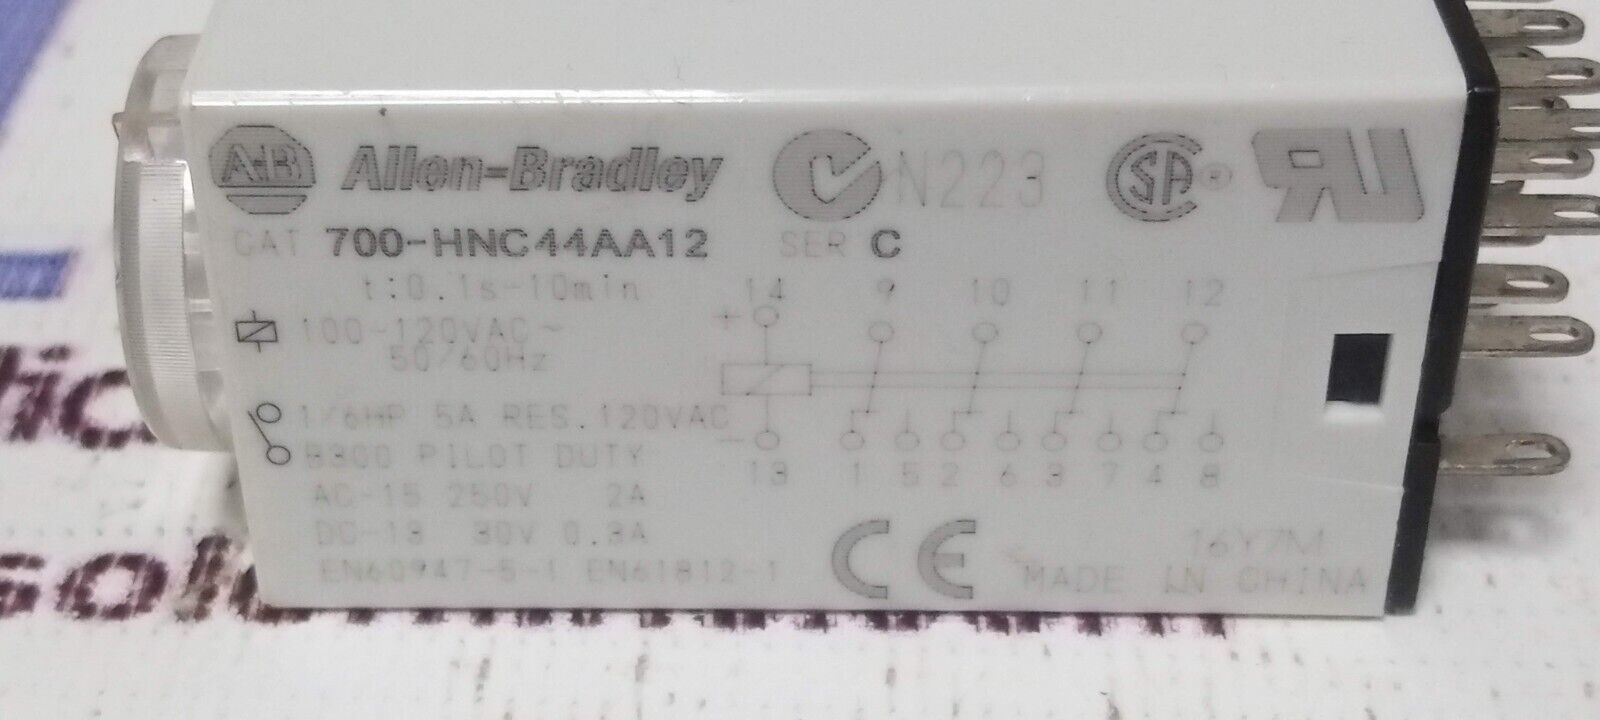 A-B Allen-Bradley N223 SA
CAT 700-HNC44AA12 SER C
t:0.1s-10min
100-120VAC~
50/60Hz
1/6HP 5A RES.120VAC
B300 PILOT DUTY
AC-15 250V 2A
DC-13 30V 0.3A
EN60947-5-1 EN61812-1
14 9 10 11 12
+
-
13 1 5 2 6 3 7 4 8
CE
16Y7M
MADE IN CHINA